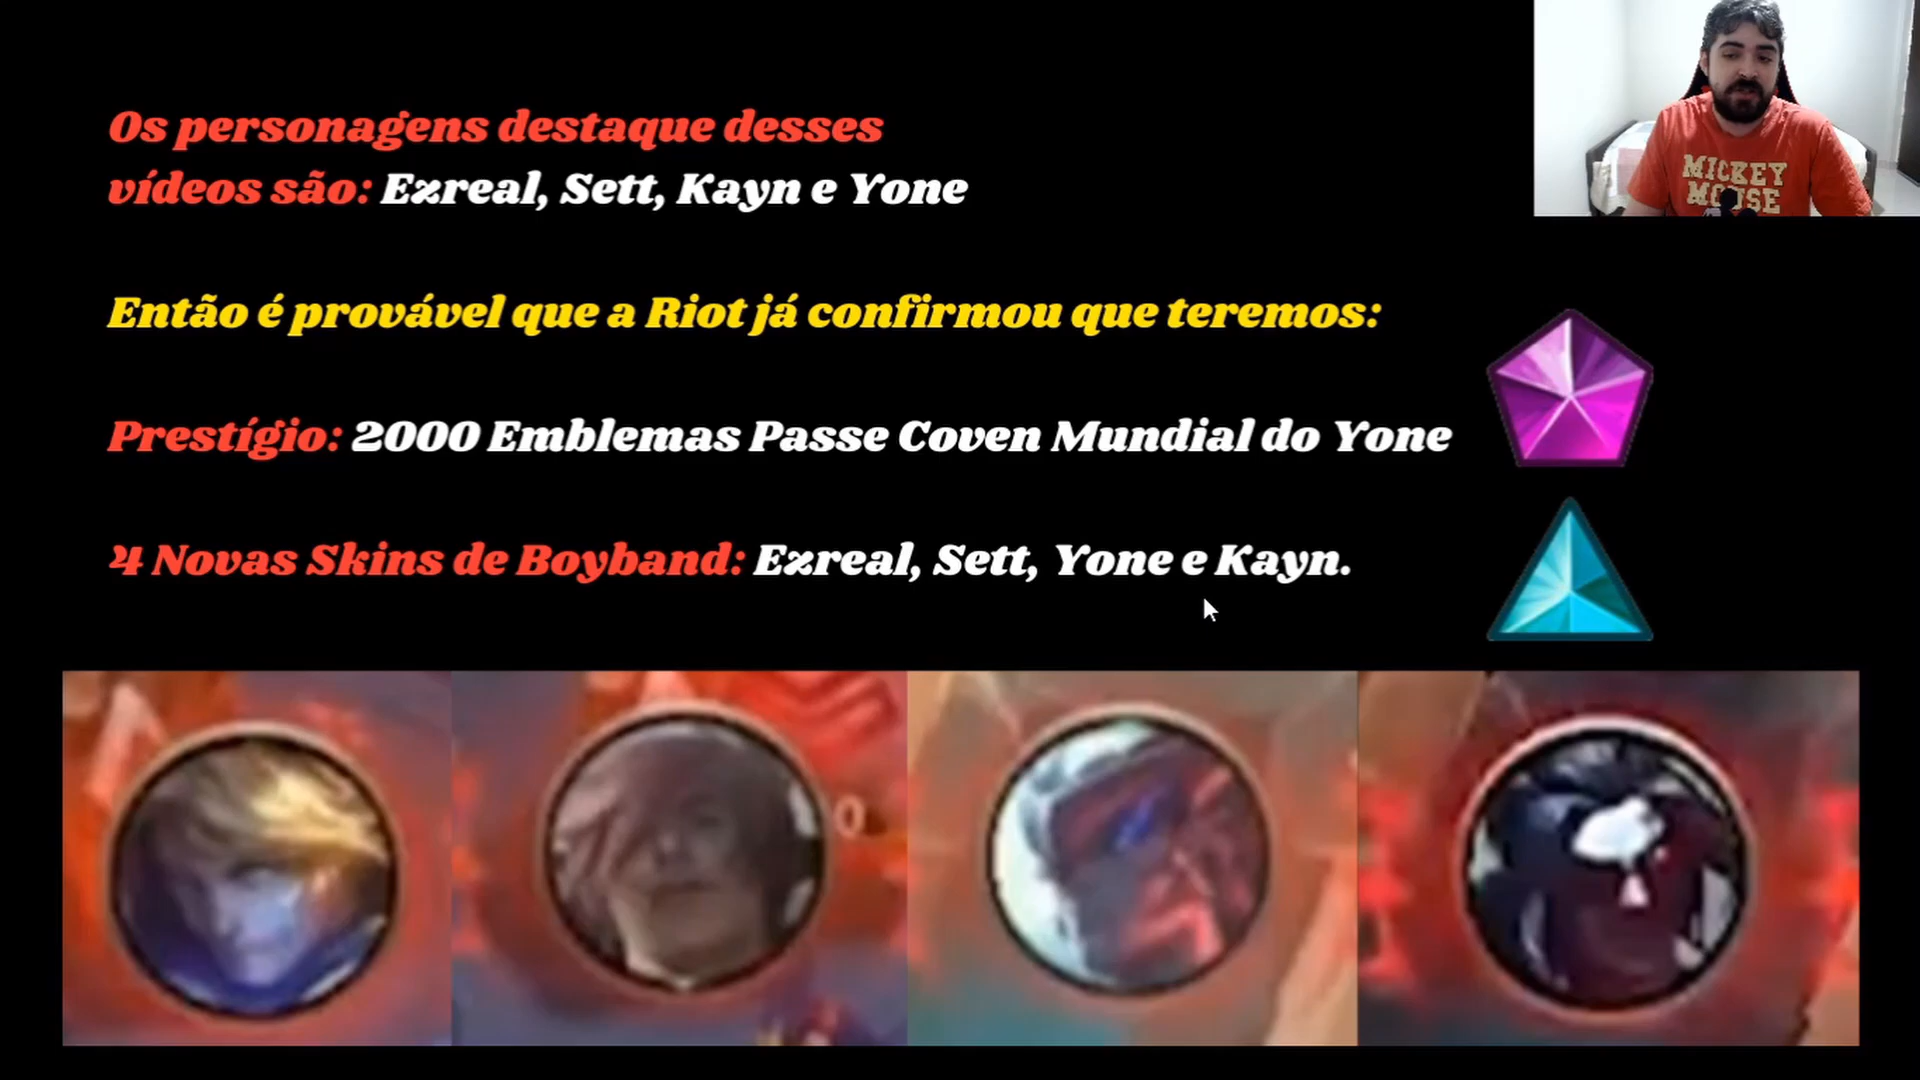 Os personagens destaque desses
vídeos são: Ezreal, Sett, Kayn e Yone
Então é provável que a Riot já confirmou que teremos:
Prestígio: 2000 Emblemas Passe Coven Mundial do Yone
4 Novas Skins de Boyband: Ezreal, Sett, Yone e Kayn.
MICKEY
MOUSE
0